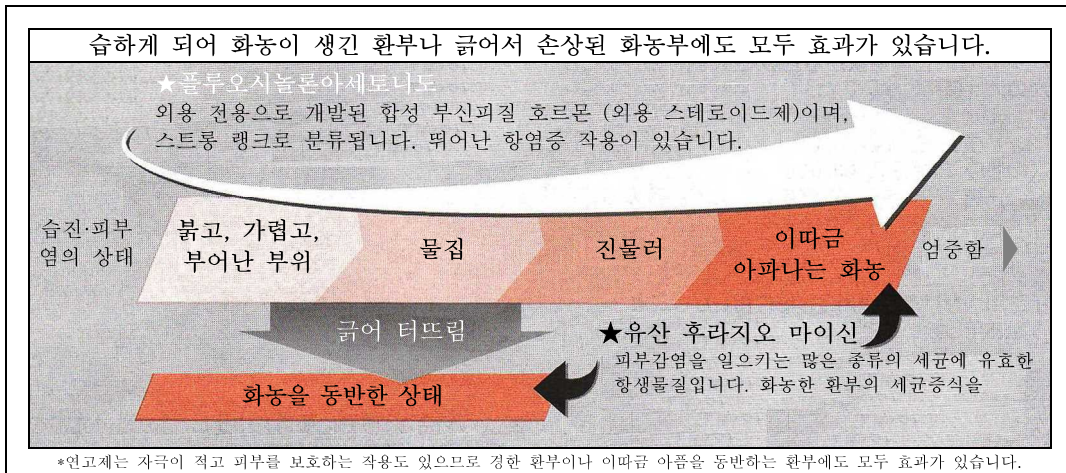 습하게 되어 화농이 생긴 환부나 긁어서 손상된 화농부에도 모두 효과가 있습니다.
★플루오시놀론아세토니도
외용 전용으로 개발된 합성 부신피질 호르몬 (외용 스테로이드제)이며,
스트롱 랭크로 분류됩니다. 뛰어난 항염증 작용이 있습니다.
습진·피부
염의 상태
붉고, 가렵고,
부어난 부위
물집
진물러
이따금
아파나는 화농
엄중함
긁어 터뜨림
★유산 후라지오 마이신
피부감염을 일으키는 많은 종류의 세균에 유효한
항생물질입니다. 화농한 환부의 세균증식을
화농을 동반한 상태
*연고제는 자극이 적고 피부를 보호하는 작용도 있으므로 경한 환부이나 이따금 아픔을 동반하는 환부에도 모두 효과가 있습니다.